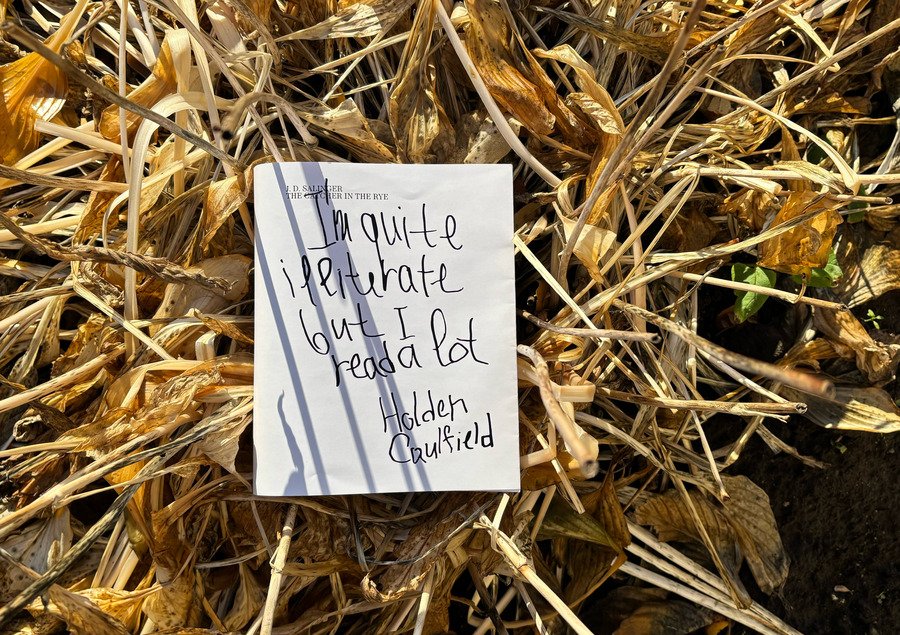 J. D. SALINGER
THE CATCHER IN THE RYE
I'm quite
illiterate
but I
read a lot
Holden
Caulfield